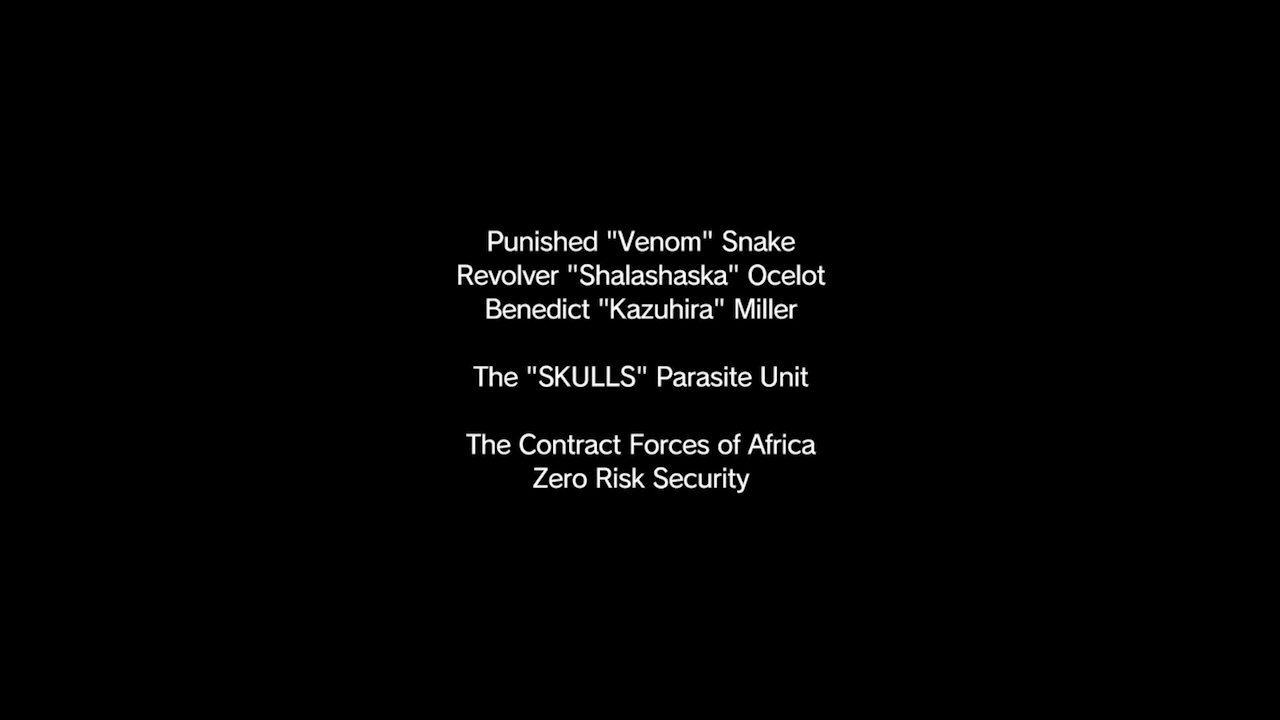 Punished "Venom" Snake
Revolver "Shalashaska" Ocelot
Benedict "Kazuhira" Miller
The "SKULLS" Parasite Unit
The Contract Forces of Africa
Zero Risk Security